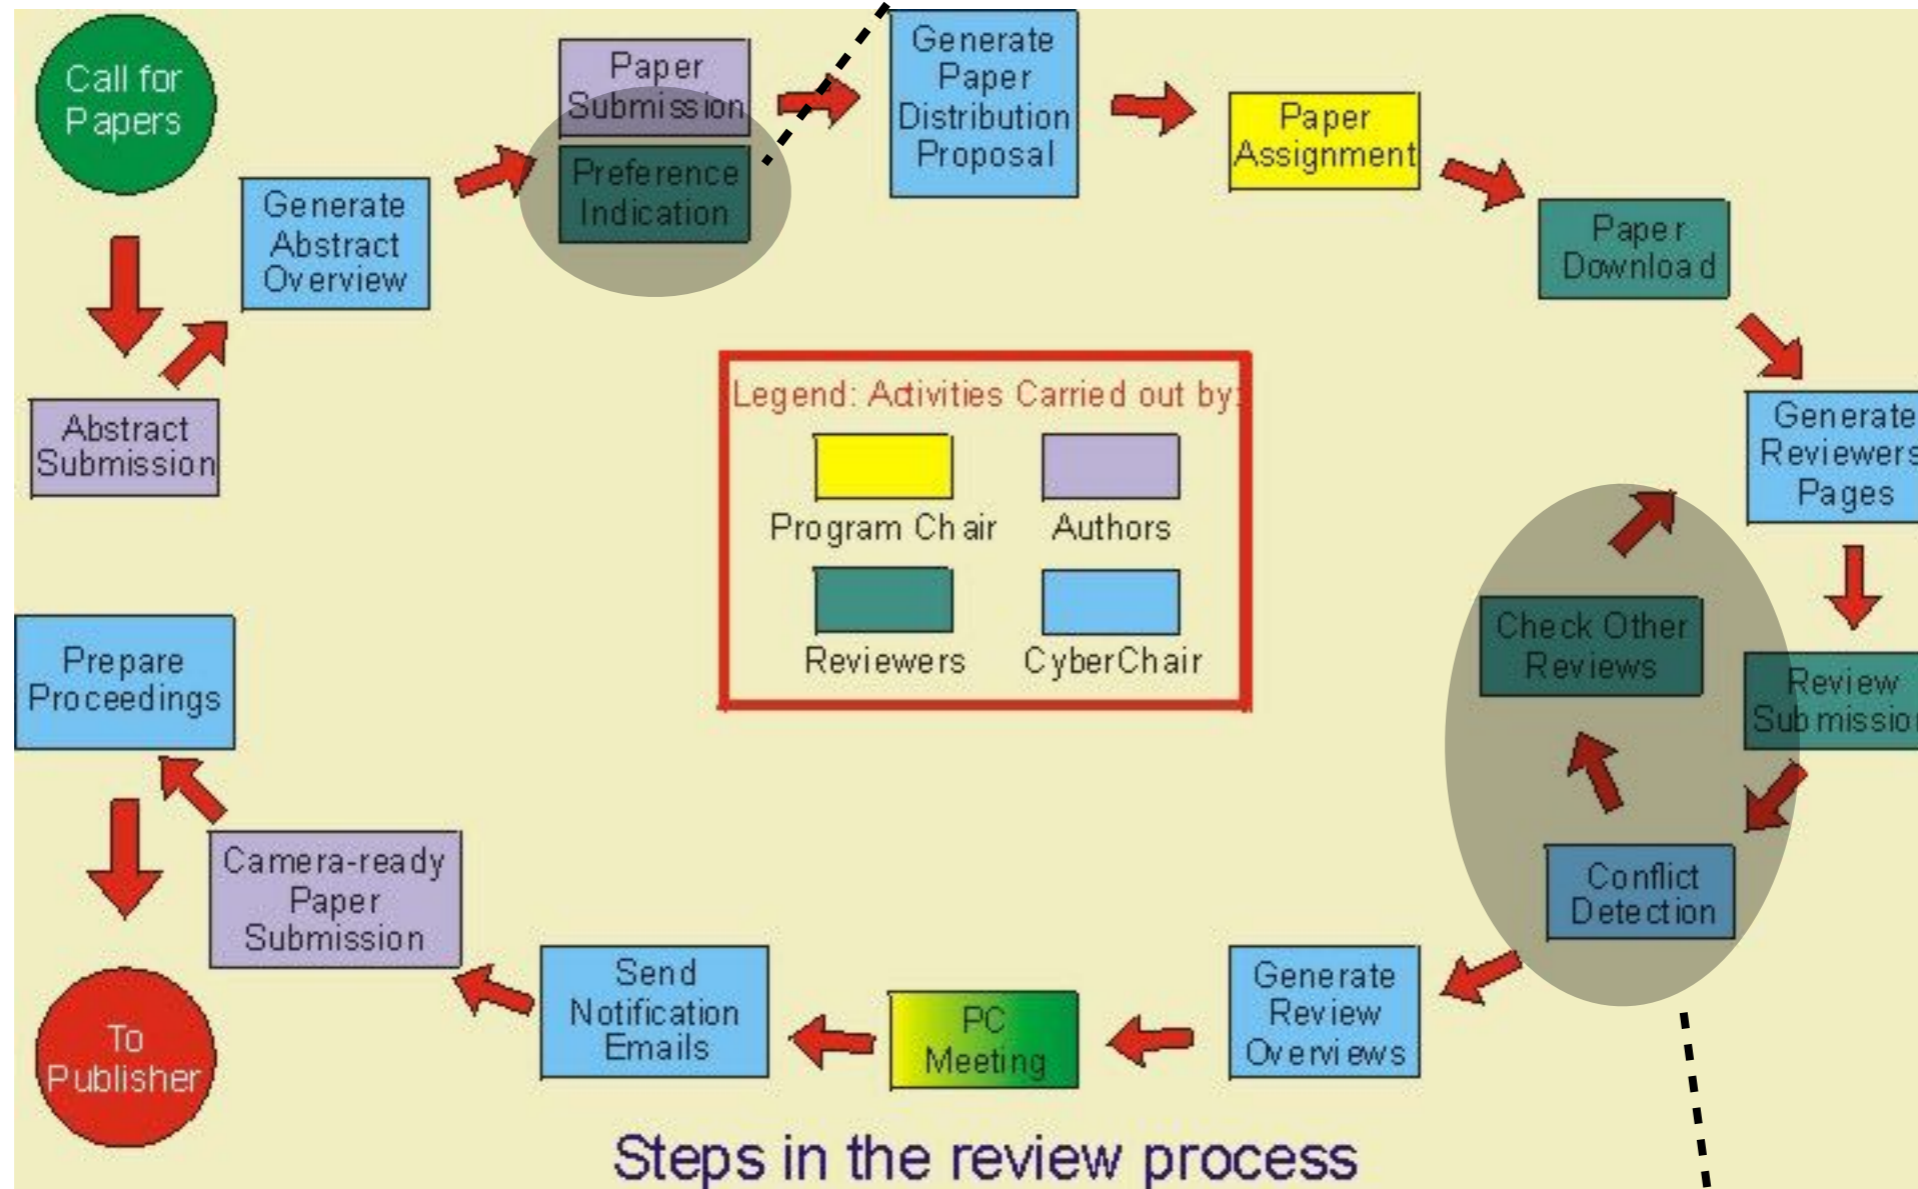 Call for
Papers
Abstract
Submission
Generate
Abstract
Overview
Paper
Submission
Preference
Indication
Generate
Paper
Distribution
Proposal
Paper
Assignment
Paper
Download
Generate
Reviewers
Pages
Review
Submissio
Check Other
Reviews
Conflict
Detection
Generate
Review
Overviews
PC
Meeting
Send
Notification
Emails
Camera-ready
Paper
Submission
Prepare
Proceedings
To
Publisher
Legend: Activities Carried out by:
Program Chair
Authors
Reviewers
CyberChair
Steps in the review process